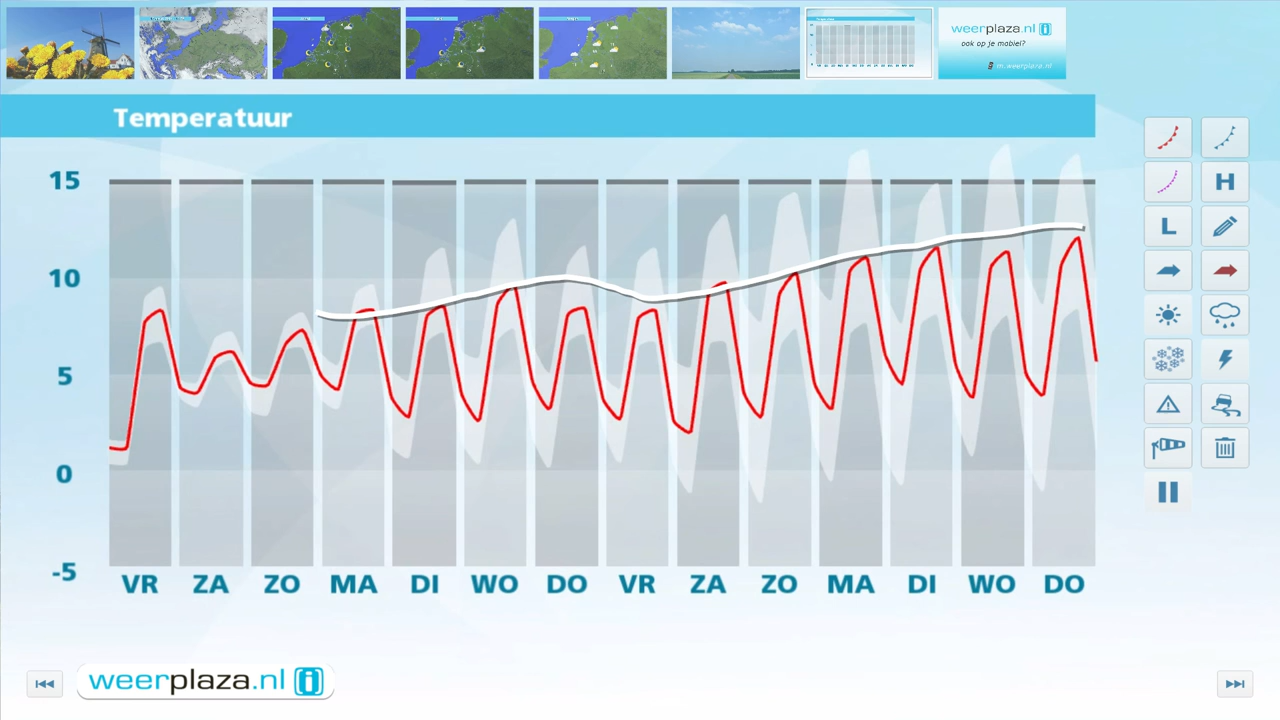 weerplaza.nl [i]
ook op je mobiel?
m.weerplaza.nl
Temperatuur
15
10
5
0
-5
VR ZA ZO MA DI WO DO VR ZA ZO MA DI WO DO
H
L
weerplaza.nl [i]